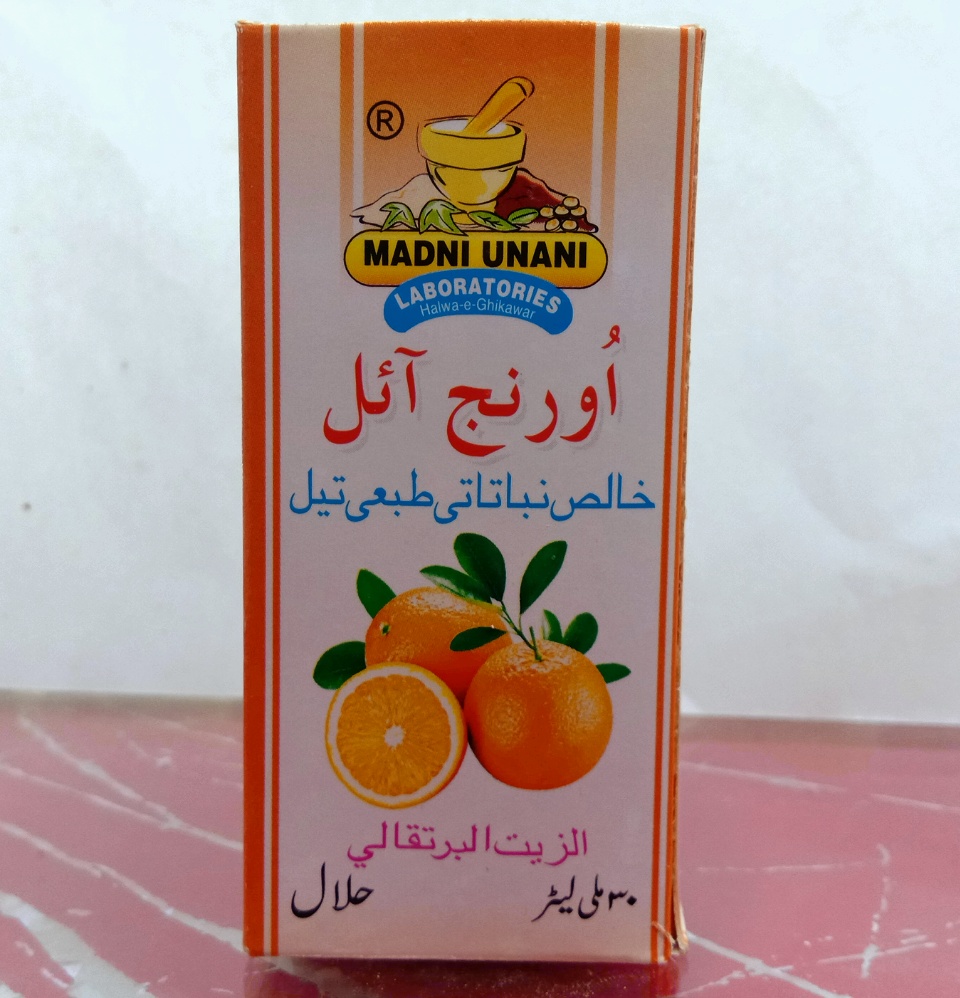 ®
MADNI UNANI
LABORATORIES
Halwa-e-Ghikawar
اُورنج آئل
خالص نباتاتی طبعی تیل
الزيت البرتقالي
۳۰ ملی لیٹر
حلال